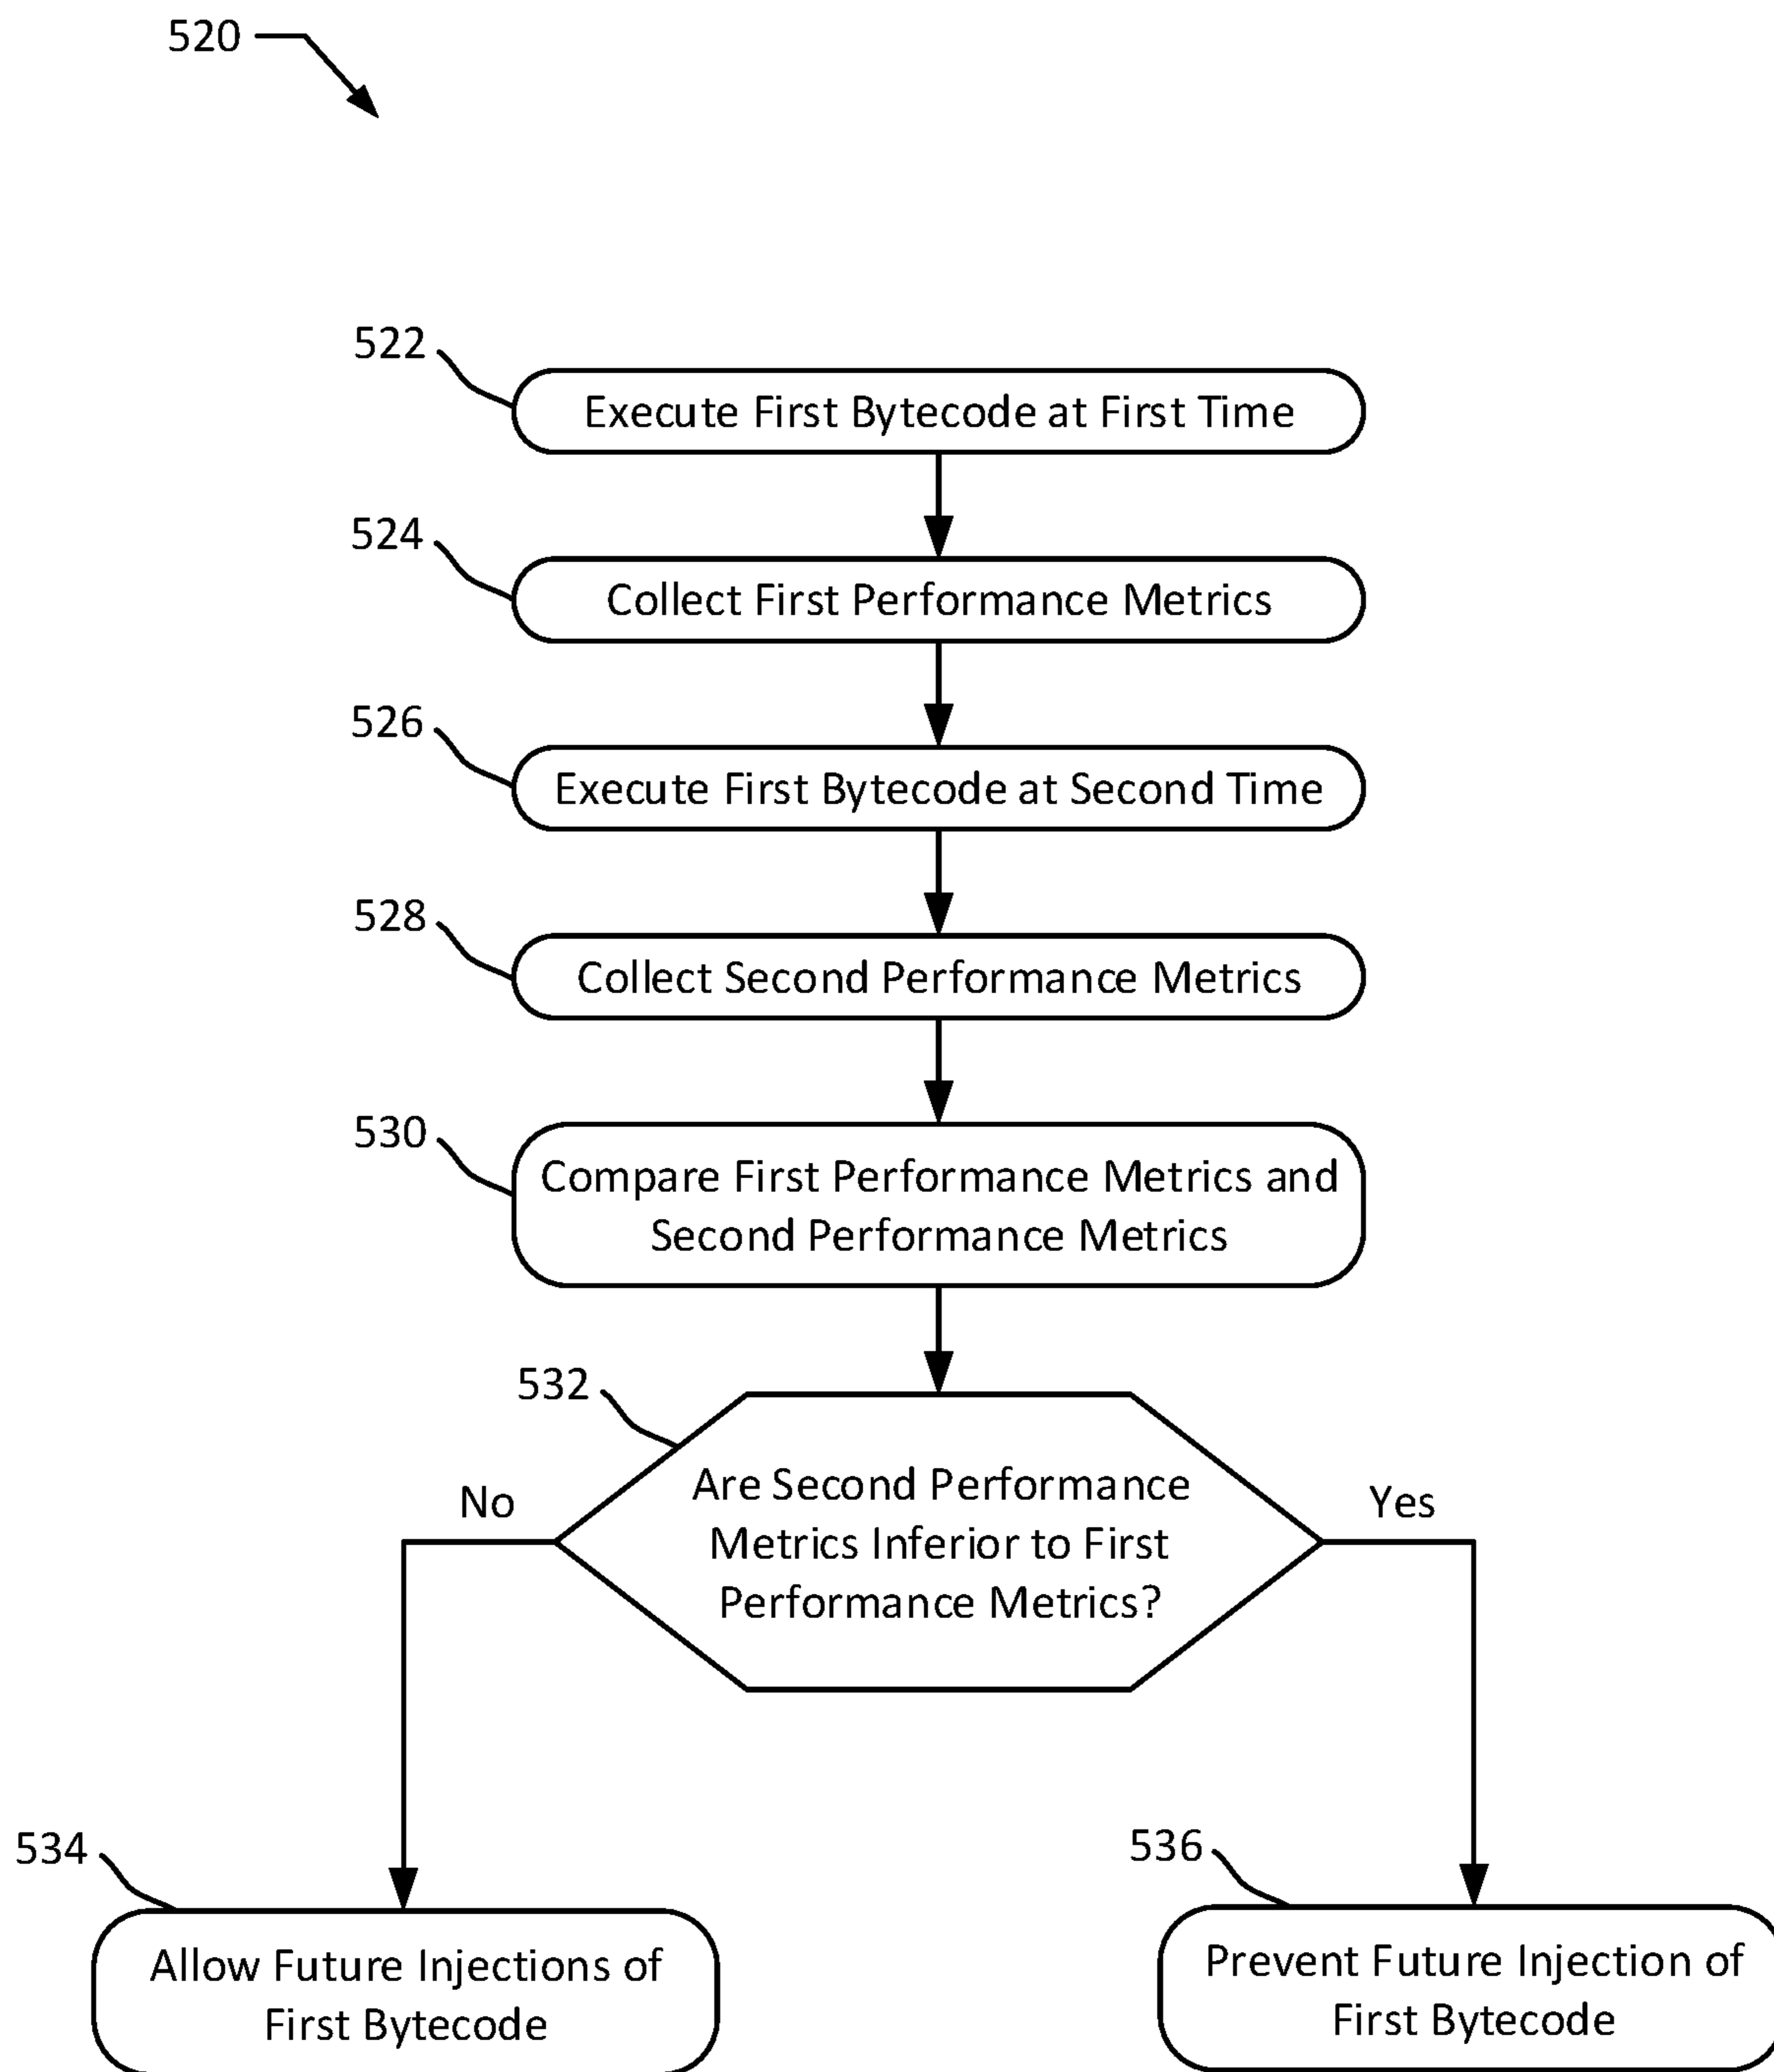 520
522
Execute First Bytecode at First Time
524
Collect First Performance Metrics
526
Execute First Bytecode at Second Time
528
Collect Second Performance Metrics
530
Compare First Performance Metrics and
Second Performance Metrics
532
Are Second Performance
Metrics Inferior to First
Performance Metrics?
No
Yes
534
Allow Future Injections of
First Bytecode
536
Prevent Future Injection of
First Bytecode